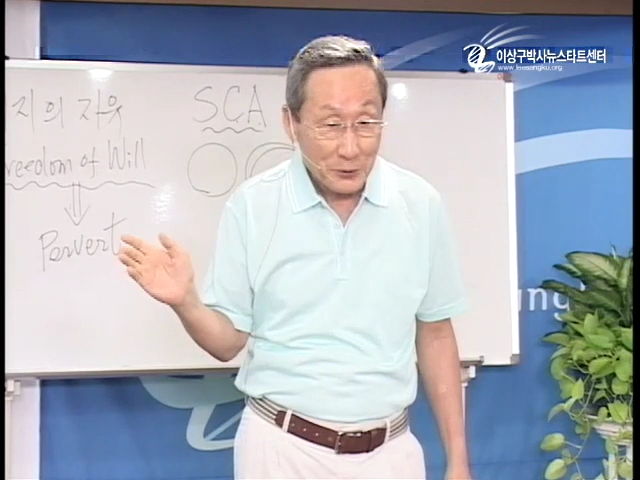 이상구박사뉴스타트센터
www.leesangku.org
지의 자유
SCA
reedom of Will
Pervert